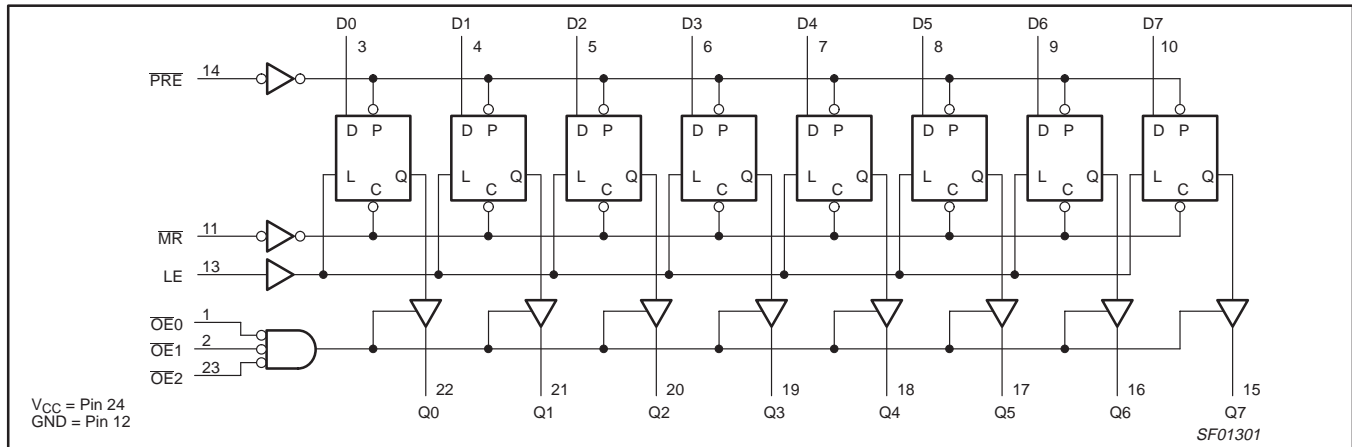 D0 D1 D2 D3 D4 D5 D6 D7
3 4 5 6 7 8 9 10
PRE 14
D P D P D P D P D P D P D P D P
L Q L Q L Q L Q L Q L Q L Q L Q
C C C C C C C C
MR 11
LE 13
OE0 1
OE1 2
OE2 23
22 21 20 19 18 17 16 15
Q0 Q1 Q2 Q3 Q4 Q5 Q6 Q7
VCC = Pin 24
GND = Pin 12
SF01301